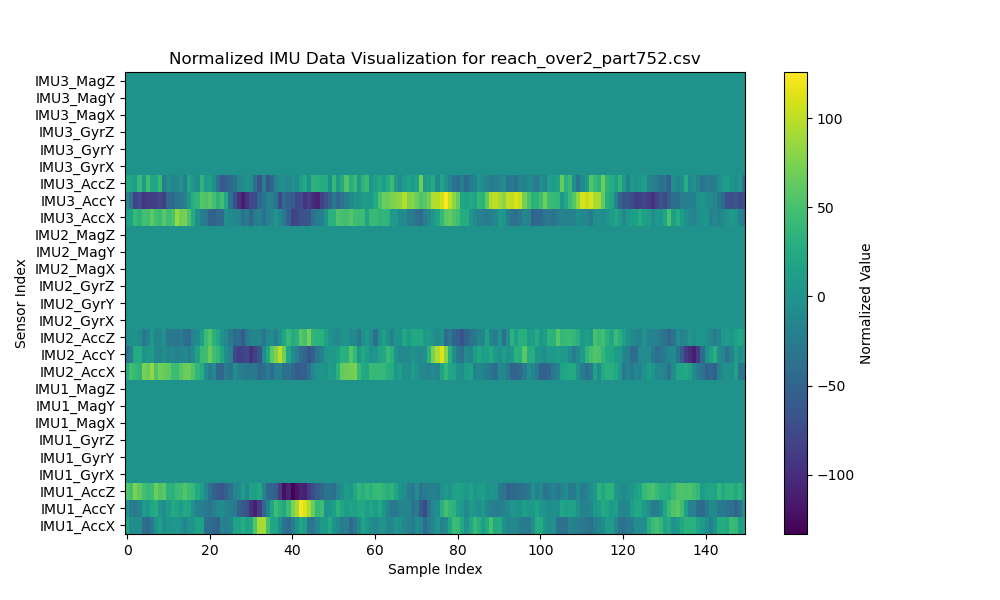 Normalized IMU Data Visualization for reach_over2_part752.csv
IMU3_MagZ
IMU3_MagY
IMU3_MagX
IMU3_GyrZ
IMU3_GyrY
IMU3_GyrX
IMU3_AccZ
IMU3_AccY
IMU3_AccX
IMU2_MagZ
IMU2_MagY
IMU2_MagX
IMU2_GyrZ
IMU2_GyrY
IMU2_GyrX
IMU2_AccZ
IMU2_AccY
IMU2_AccX
IMU1_MagZ
IMU1_MagY
IMU1_MagX
IMU1_GyrZ
IMU1_GyrY
IMU1_GyrX
IMU1_AccZ
IMU1_AccY
IMU1_AccX
Sensor Index
0 20 40 60 80 100 120 140
Sample Index
100
50
0
−50
−100
Normalized Value